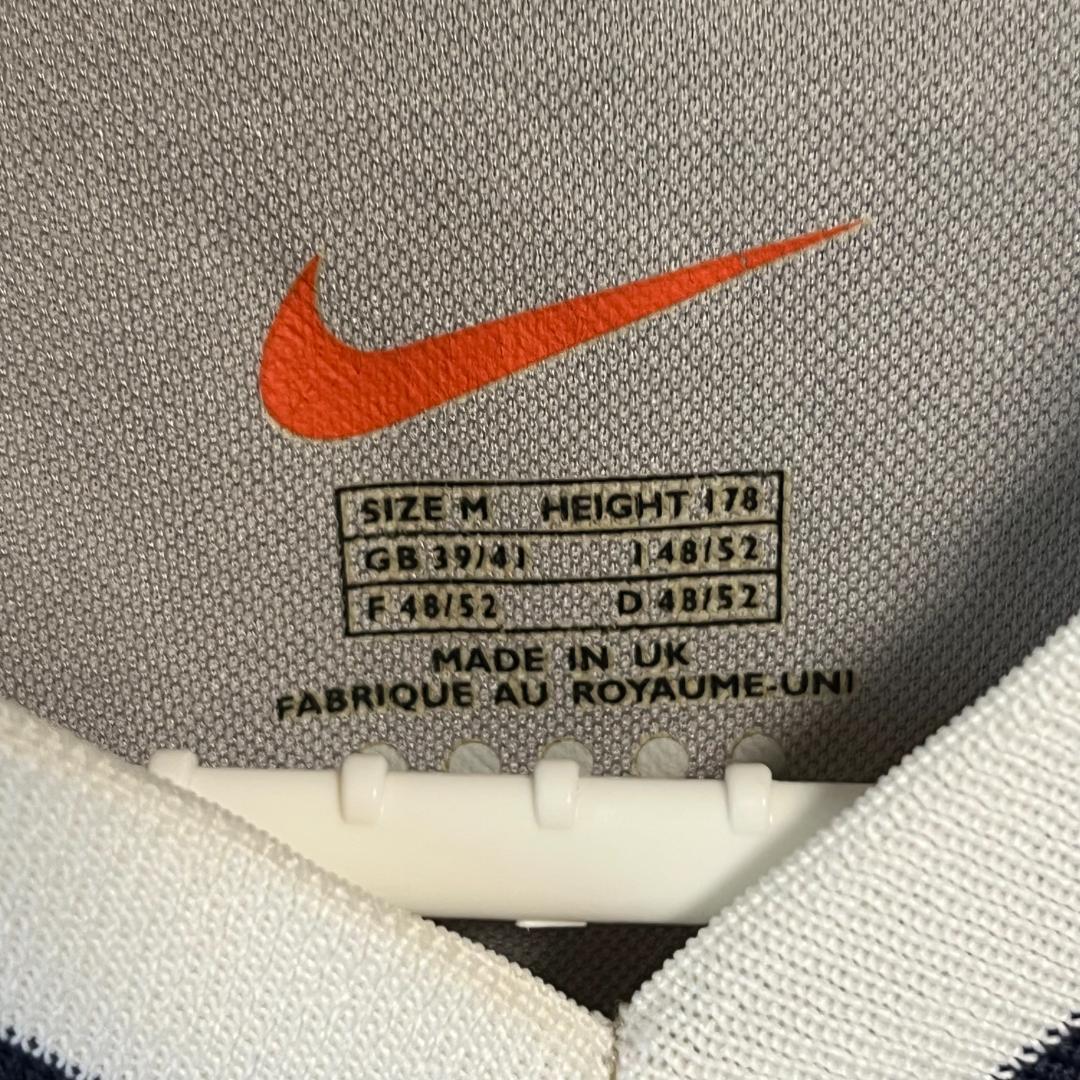 SIZE M HEIGHT 178
GB 39/41 I 48/52
F 48/52 D 48/52
MADE IN UK
FABRIQUE AU ROYAUME-UNI